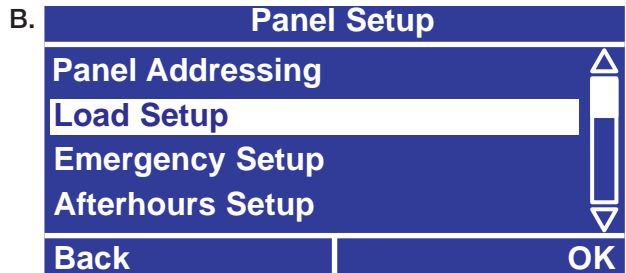 B. Panel Setup
Panel Addressing
Load Setup
Emergency Setup
Afterhours Setup
Back OK